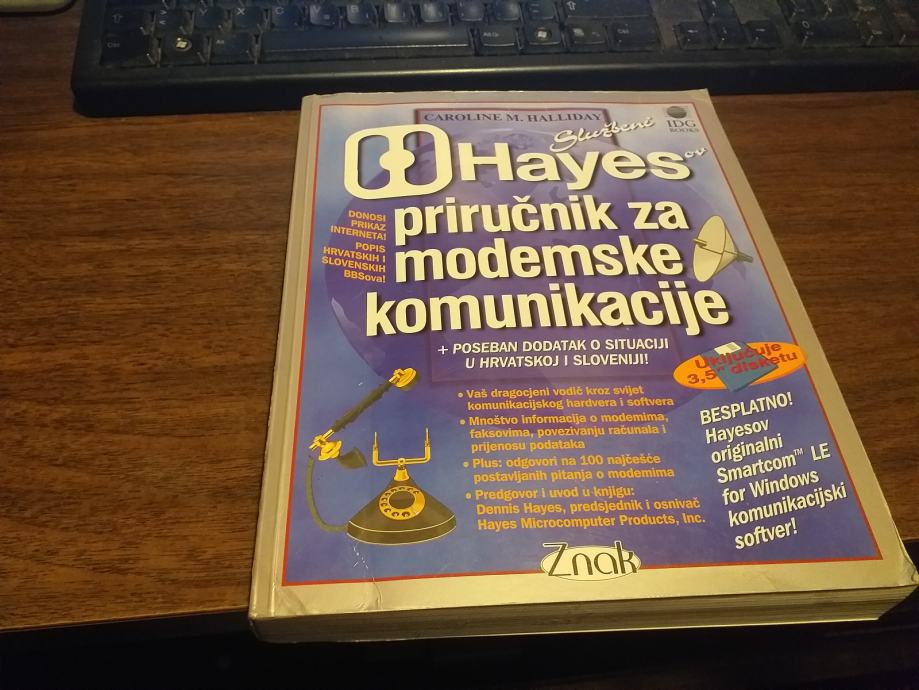 CAROLINE M. HALLIDAY
IDG
BOOKS
Službeni
Hayesov
priručnik za
modemske
komunikacije
DONOSI
PRIKAZ
INTERNETA!
POPIS
HRVATSKIH I
SLOVENSKIH
BBSova!
+ POSEBAN DODATAK O SITUACIJI
U HRVATSKOJ I SLOVENIJI!
Uključuje
3,5" disketu
• Vaš dragocjeni vodič kroz svijet
komunikacijskog hardvera i softvera
• Mnoštvo informacija o modemima,
faksovima, povezivanju računala i
prijenosu podataka
• Plus: odgovori na 100 najčešće
postavljanih pitanja o modemima
• Predgovor i uvod u knjigu:
Dennis Hayes, predsjednik i osnivač
Hayes Microcomputer Products, Inc.
BESPLATNO!
Hayesov
originalni
Smartcom™ LE
for Windows
komunikacijski
softver!
Znak